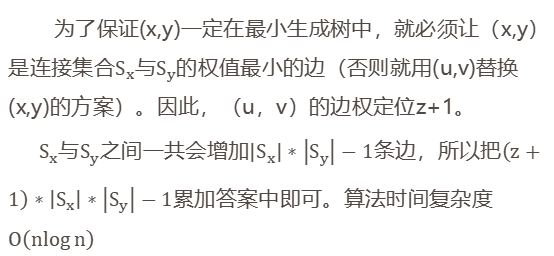 为了保证(x,y)一定在最小生成树中，就必须让（x,y）
是连接集合Sₓ与Sᵧ的权值最小的边（否则就用(u,v)替换
(x,y)的方案）。因此，（u，v）的边权定位z+1。
Sₓ与Sᵧ之间一共会增加|Sₓ| ∗ |Sᵧ| − 1条边，所以把(z +
1) ∗ |Sₓ| ∗ |Sᵧ| − 1累加答案中即可。算法时间复杂度
O(nlog n)